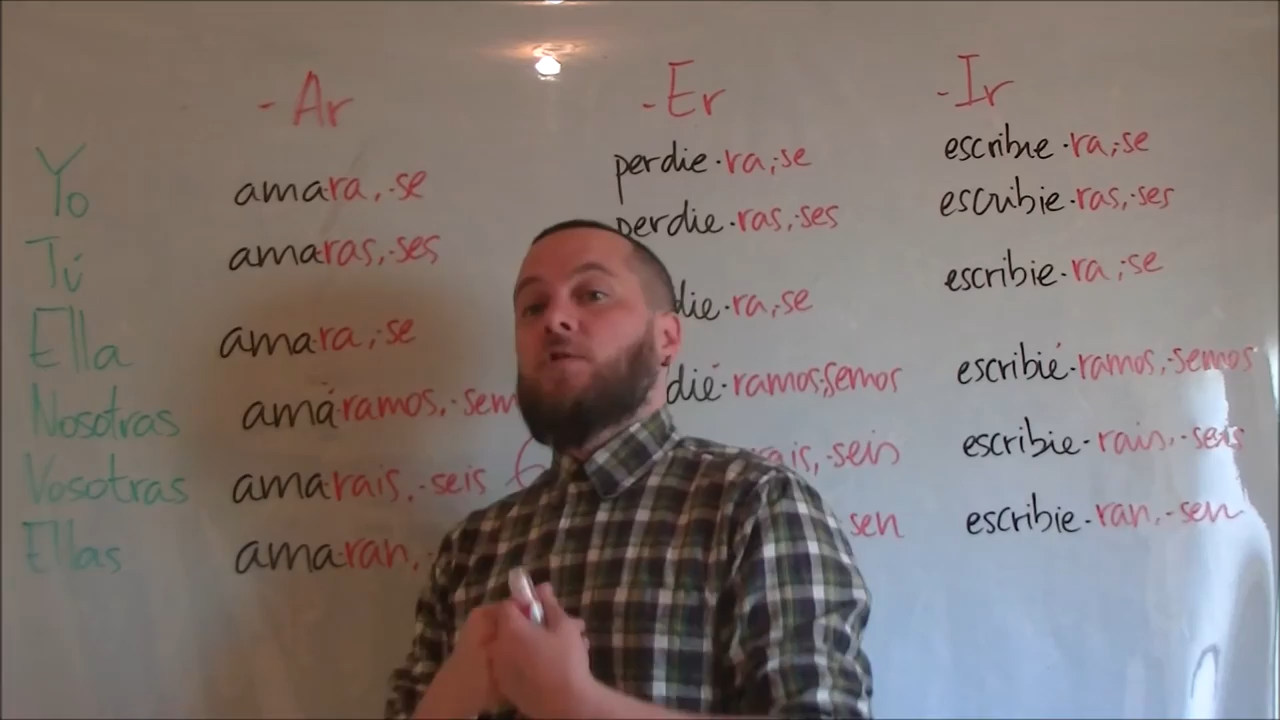 -Ar -Er -Ir
Yo amara,·se perdie·ra,·se escribie·ra,·se
Tú amaras,·ses perdie·ras,·ses escribie·ras,·ses
Ella amara,·se die·ra,·se escribie·ra,·se
Nosotras amáramos,·sem dié·ramos,·semos escribié·ramos,·semos
Vosotras amarais,·seis rais,·seis escribie·rais,·seis
Ellas amaran, sen escribie·ran,·sen